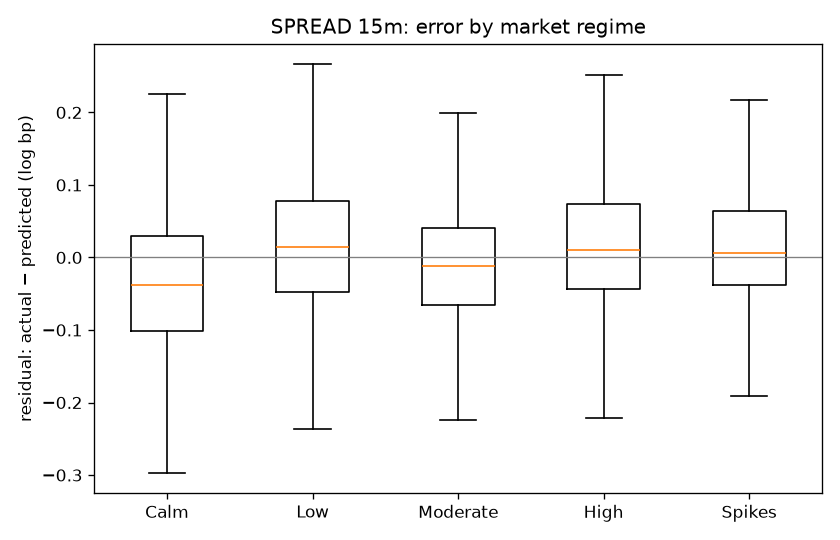 SPREAD 15m: error by market regime
residual: actual − predicted (log bp)
0.2
0.1
0.0
−0.1
−0.2
−0.3
Calm Low Moderate High Spikes